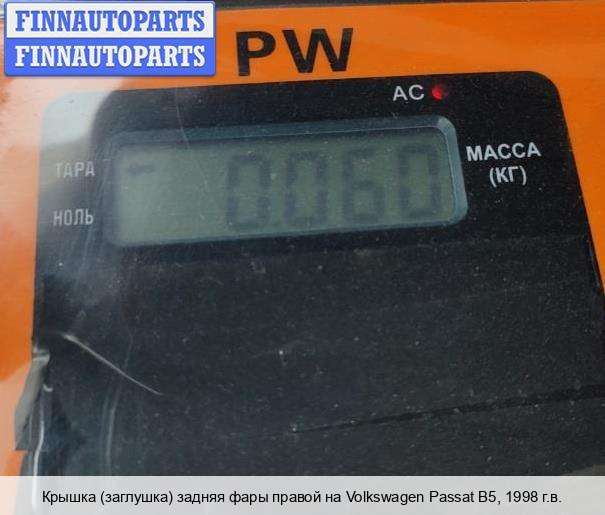 FINNAUTOPARTS
FINNAUTOPARTS
PW
AC
ТАРА
НОЛЬ
0.060
МАССА
(КГ)
Крышка (заглушка) задняя фары правой на Volkswagen Passat B5, 1998 г.в.